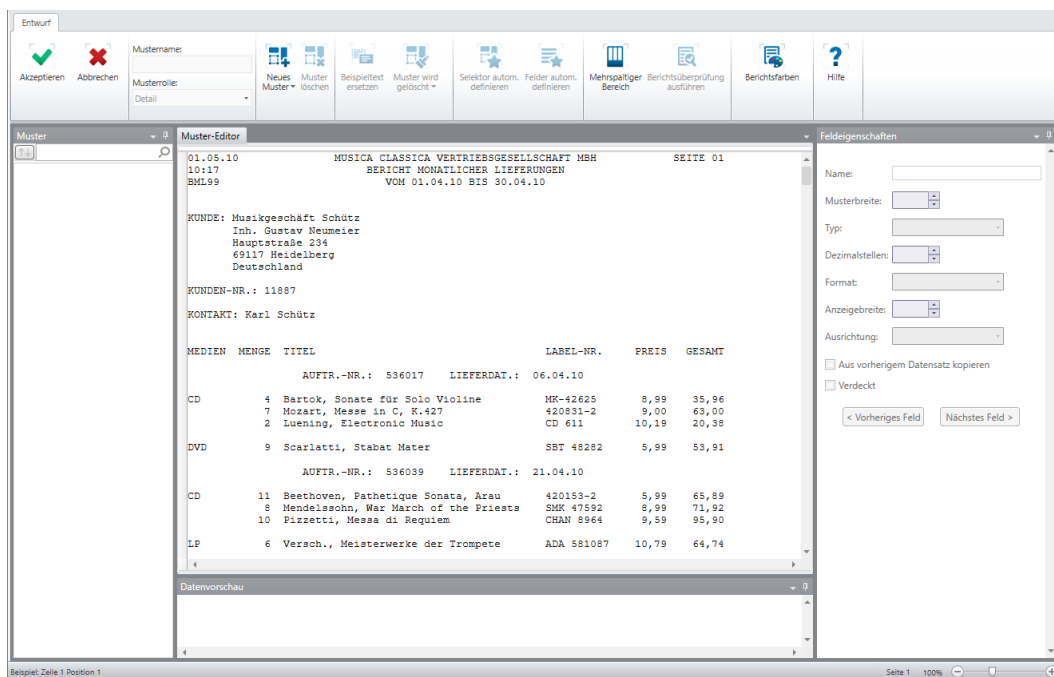 Entwurf
Akzeptieren
Abbrechen
Mustername:
Musterrolle:
Detail
Neues Muster
Muster löschen
Beispieltext ersetzen
Muster wird gelöscht
Selektor autom. definieren
Felder autom. definieren
Mehrspaltiger Bereich
Berichtsüberprüfung ausführen
Berichtsfarben
Hilfe
Muster
Muster-Editor
01.05.10 MUSICA CLASSICA VERTRIEBSGESELLSCHAFT MBH SEITE 01
10:17 BERICHT MONATLICHER LIEFERUNGEN
BML99 VOM 01.04.10 BIS 30.04.10
KUNDE: Musikgeschäft Schütz
Inh. Gustav Neumeier
Hauptstraße 234
69117 Heidelberg
Deutschland
KUNDEN-NR.: 11887
KONTAKT: Karl Schütz
MEDIEN MENGE TITEL LABEL-NR. PREIS GESAMT
AUFTR.-NR.: 536017 LIEFERDAT.: 06.04.10
CD 4 Bartok, Sonate für Solo Violine MK-42625 8,99 35,96
7 Mozart, Messe in C, K.427 420831-2 9,00 63,00
2 Luening, Electronic Music CD 611 10,19 20,38
DVD 9 Scarlatti, Stabat Mater SBT 48282 5,99 53,91
AUFTR.-NR.: 536039 LIEFERDAT.: 21.04.10
CD 11 Beethoven, Pathetique Sonata, Arau 420153-2 5,99 65,89
8 Mendelssohn, War March of the Priests SMK 47592 8,99 71,92
10 Pizzetti, Messa di Requiem CHAN 8964 9,59 95,90
LP 6 Versch., Meisterwerke der Trompete ADA 581087 10,79 64,74
Datenvorschau
Feldeigenschaften
Name:
Musterbreite:
Typ:
Dezimalstellen:
Format:
Anzeigebreite:
Ausrichtung:
Aus vorherigem Datensatz kopieren
Verdeckt
< Vorheriges Feld
Nächstes Feld >
Beispiel: Zeile 1 Position 1
Seite 1 100%